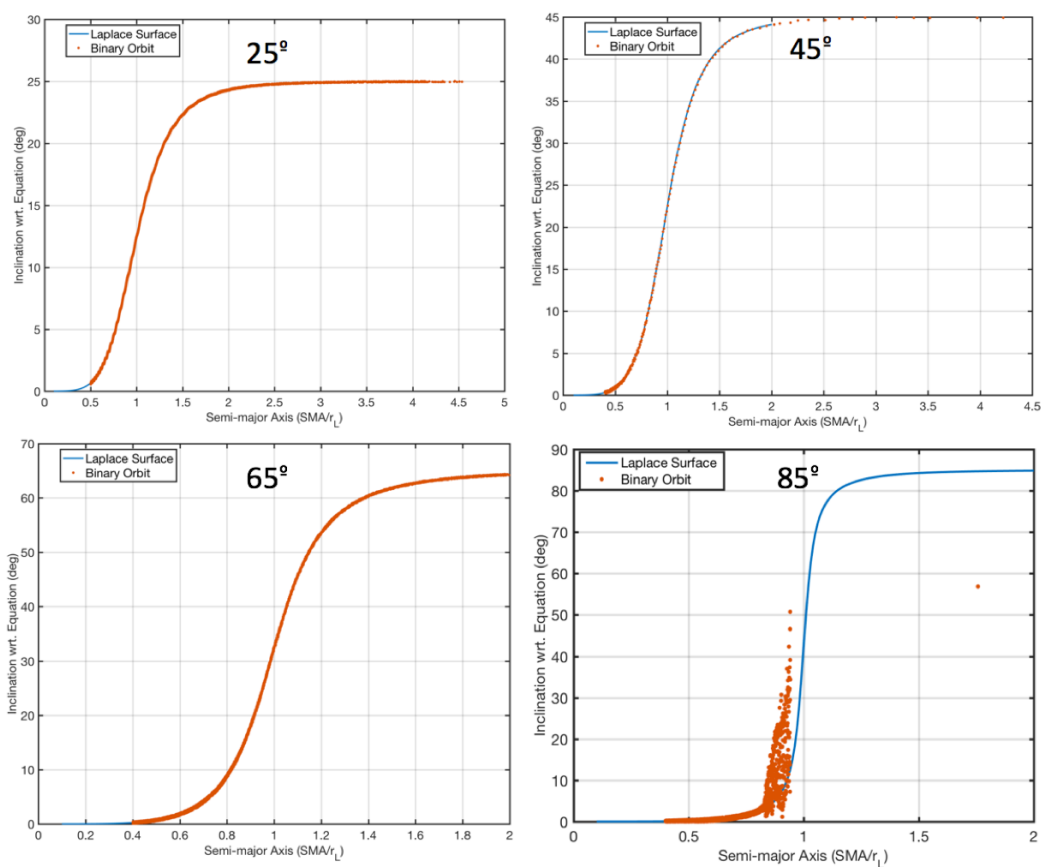 30
Laplace Surface
Binary Orbit
25º
25
20
15
10
5
0
0 0.5 1 1.5 2 2.5 3 3.5 4 4.5 5
Semi-major Axis (SMA/r_L)
Inclination wrt. Equation (deg)
45
Laplace Surface
Binary Orbit
45º
40
35
30
25
20
15
10
5
0
0 0.5 1 1.5 2 2.5 3 3.5 4 4.5
Semi-major Axis (SMA/r_L)
Inclination wrt. Equation (deg)
70
Laplace Surface
Binary Orbit
65º
60
50
40
30
20
10
0
0 0.2 0.4 0.6 0.8 1 1.2 1.4 1.6 1.8 2
Semi-major Axis (SMA/r_L)
Inclination wrt. Equation (deg)
90
Laplace Surface
Binary Orbit
85º
80
70
60
50
40
30
20
10
0
0 0.5 1 1.5 2
Semi-major Axis (SMA/r_L)
Inclination wrt. Equation (deg)